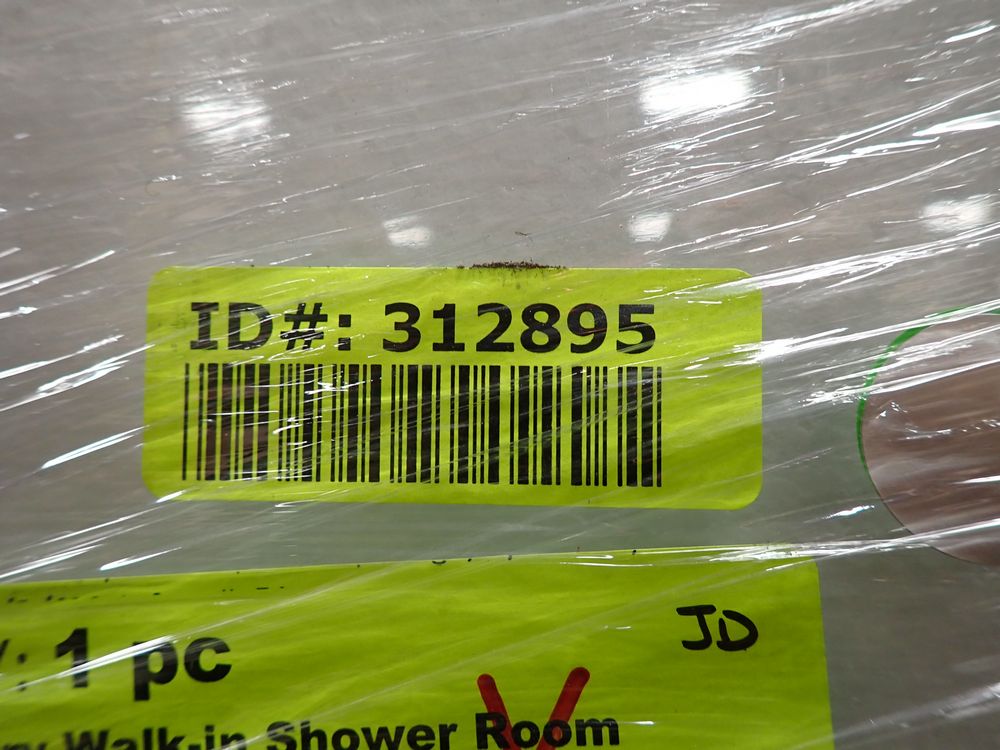 ID#: 312895
JD
: 1 pc
Walk-in Shower Room